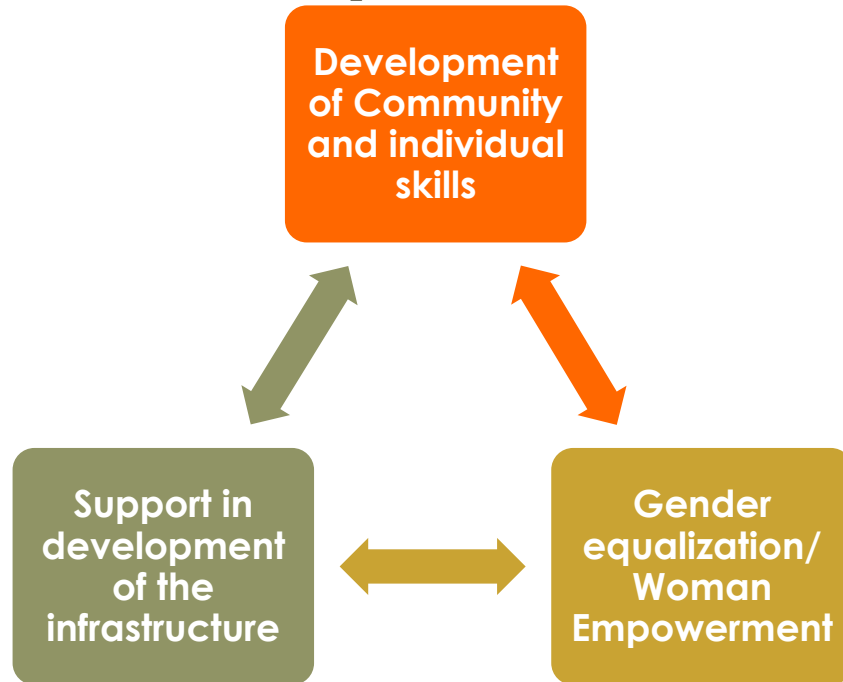 Development
of Community
and individual
skills
Support in
development
of the
infrastructure
Gender
equalization/
Woman
Empowerment